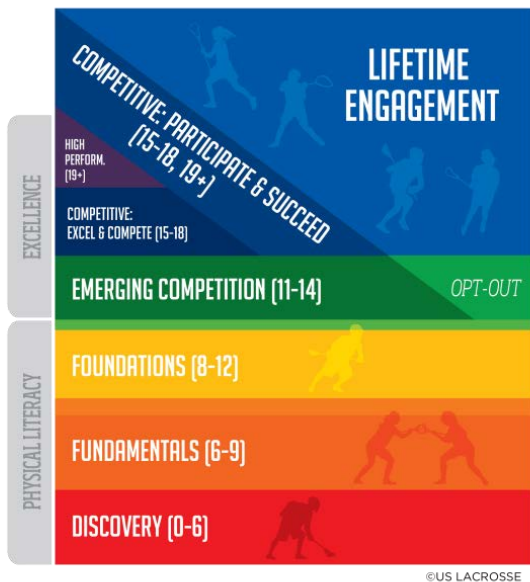 LIFETIME
ENGAGEMENT
COMPETITIVE: PARTICIPATE & SUCCEED
(15-18, 19+)
HIGH
PERFORM.
(19+)
COMPETITIVE:
EXCEL & COMPETE (15-18)
EXCELLENCE
EMERGING COMPETITION (11-14)
OPT-OUT
PHYSICAL LITERACY
FOUNDATIONS (8-12)
FUNDAMENTALS (6-9)
DISCOVERY (0-6)
©US LACROSSE